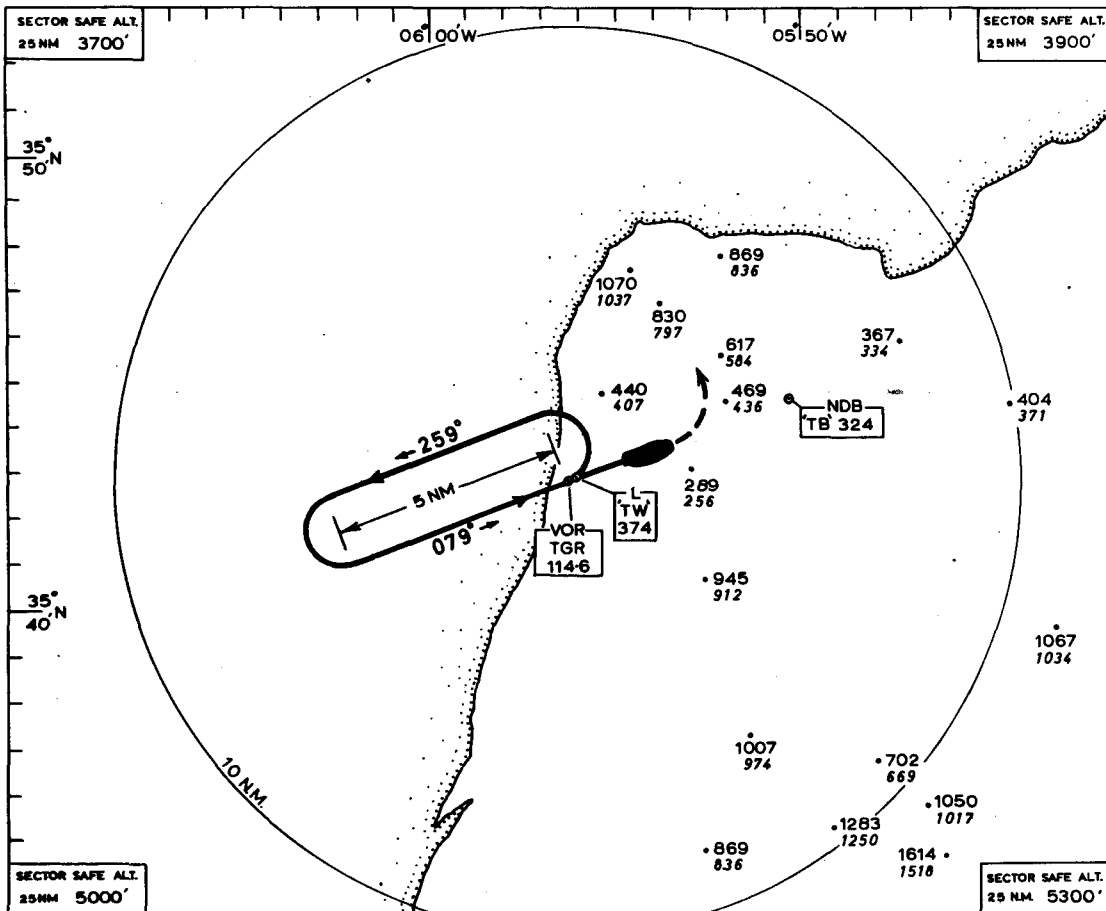 SECTOR SAFE ALT.
25NM 3700'
06°00'W
05°50'W
SECTOR SAFE ALT.
25NM 3900'
35°
50'N
869
836
1070
1037
830
797
617
584
367
334
440
407
469
436
NDB
'TB' 324
404
371
←259°
5 NM
079°→
289
256
L
'TW'
374
VOR
TGR
114·6
35°
40'N
945
912
1067
1034
1007
974
702
669
10 N.M.
1050
1017
1283
1250
869
836
1614
1518
SECTOR SAFE ALT.
25NM 5000'
SECTOR SAFE ALT.
25 N.M. 5300'